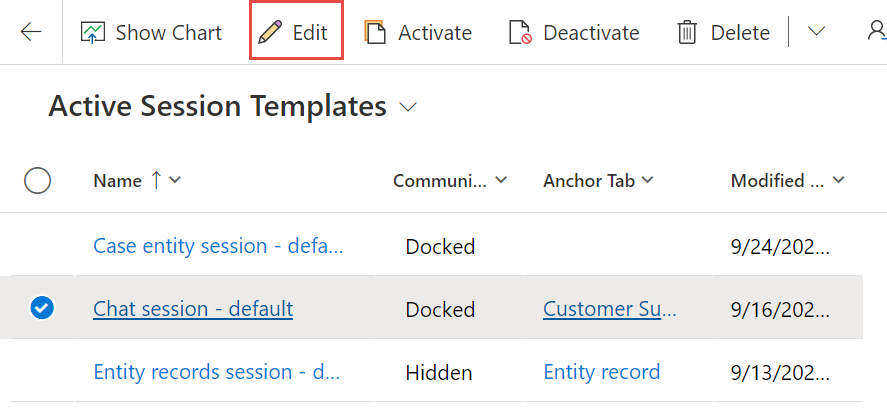 Show Chart Edit Activate Deactivate Delete
Active Session Templates
Name Communi... Anchor Tab Modified ...
Case entity session - defa... Docked 9/24/202...
Chat session - default Docked Customer Su... 9/16/202...
Entity records session - d... Hidden Entity record 9/13/202...